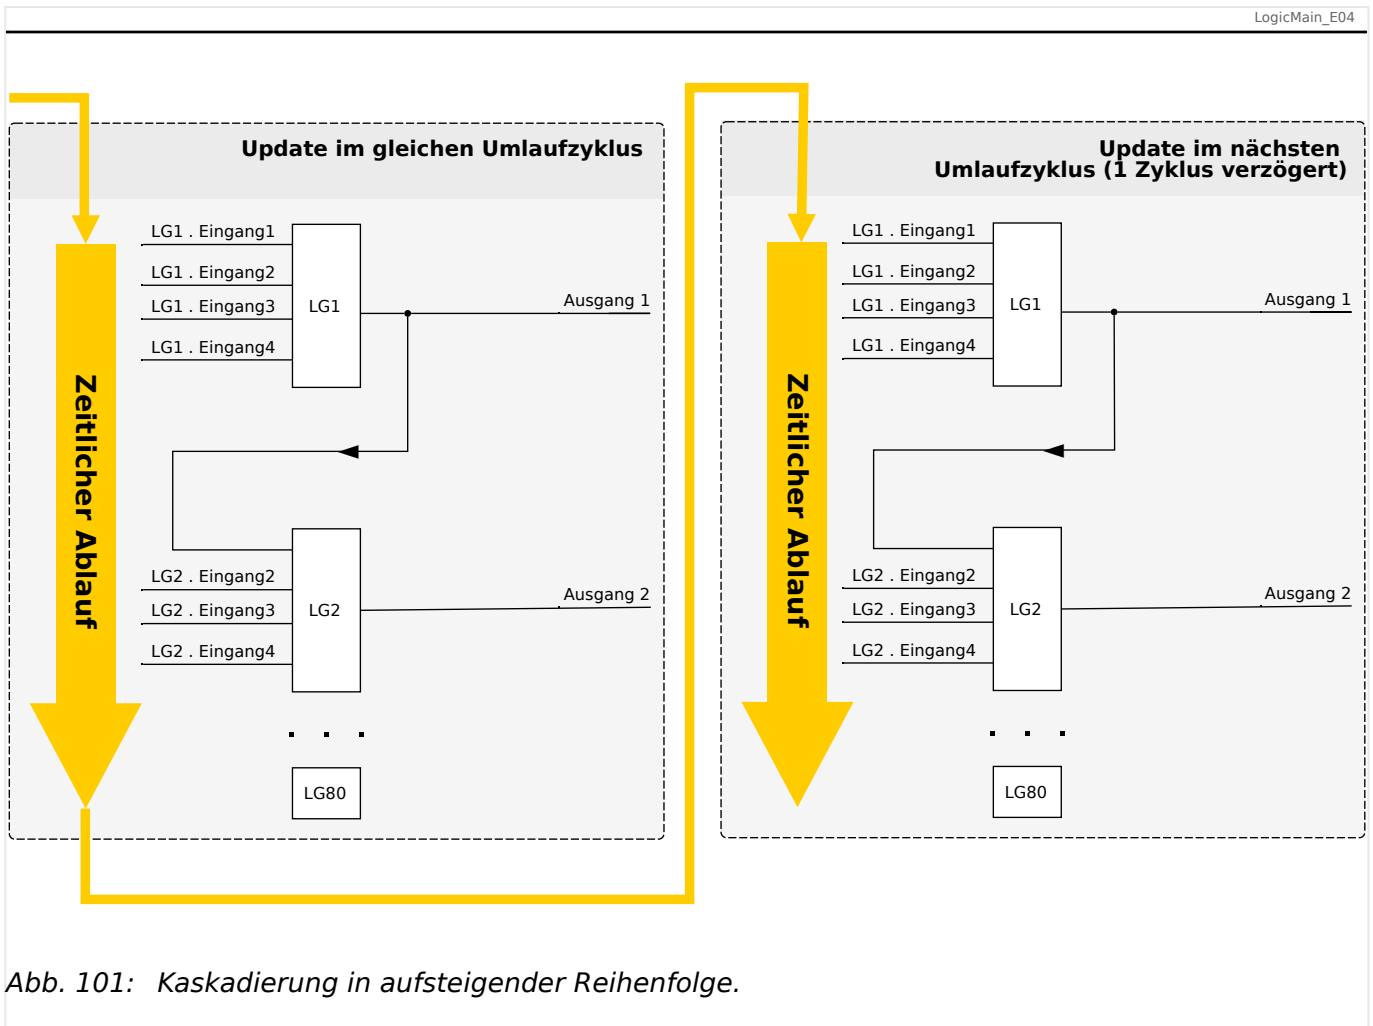 LogicMain_E04
Update im gleichen Umlaufzyklus
LG1 . Eingang1
LG1 . Eingang2
LG1 . Eingang3
LG1 . Eingang4
LG1
Ausgang 1
Zeitlicher Ablauf
LG2 . Eingang2
LG2 . Eingang3
LG2 . Eingang4
LG2
Ausgang 2
. . .
LG80
Update im nächsten
Umlaufzyklus (1 Zyklus verzögert)
LG1 . Eingang1
LG1 . Eingang2
LG1 . Eingang3
LG1 . Eingang4
LG1
Ausgang 1
Zeitlicher Ablauf
LG2 . Eingang2
LG2 . Eingang3
LG2 . Eingang4
LG2
Ausgang 2
. . .
LG80
Abb. 101: Kaskadierung in aufsteigender Reihenfolge.